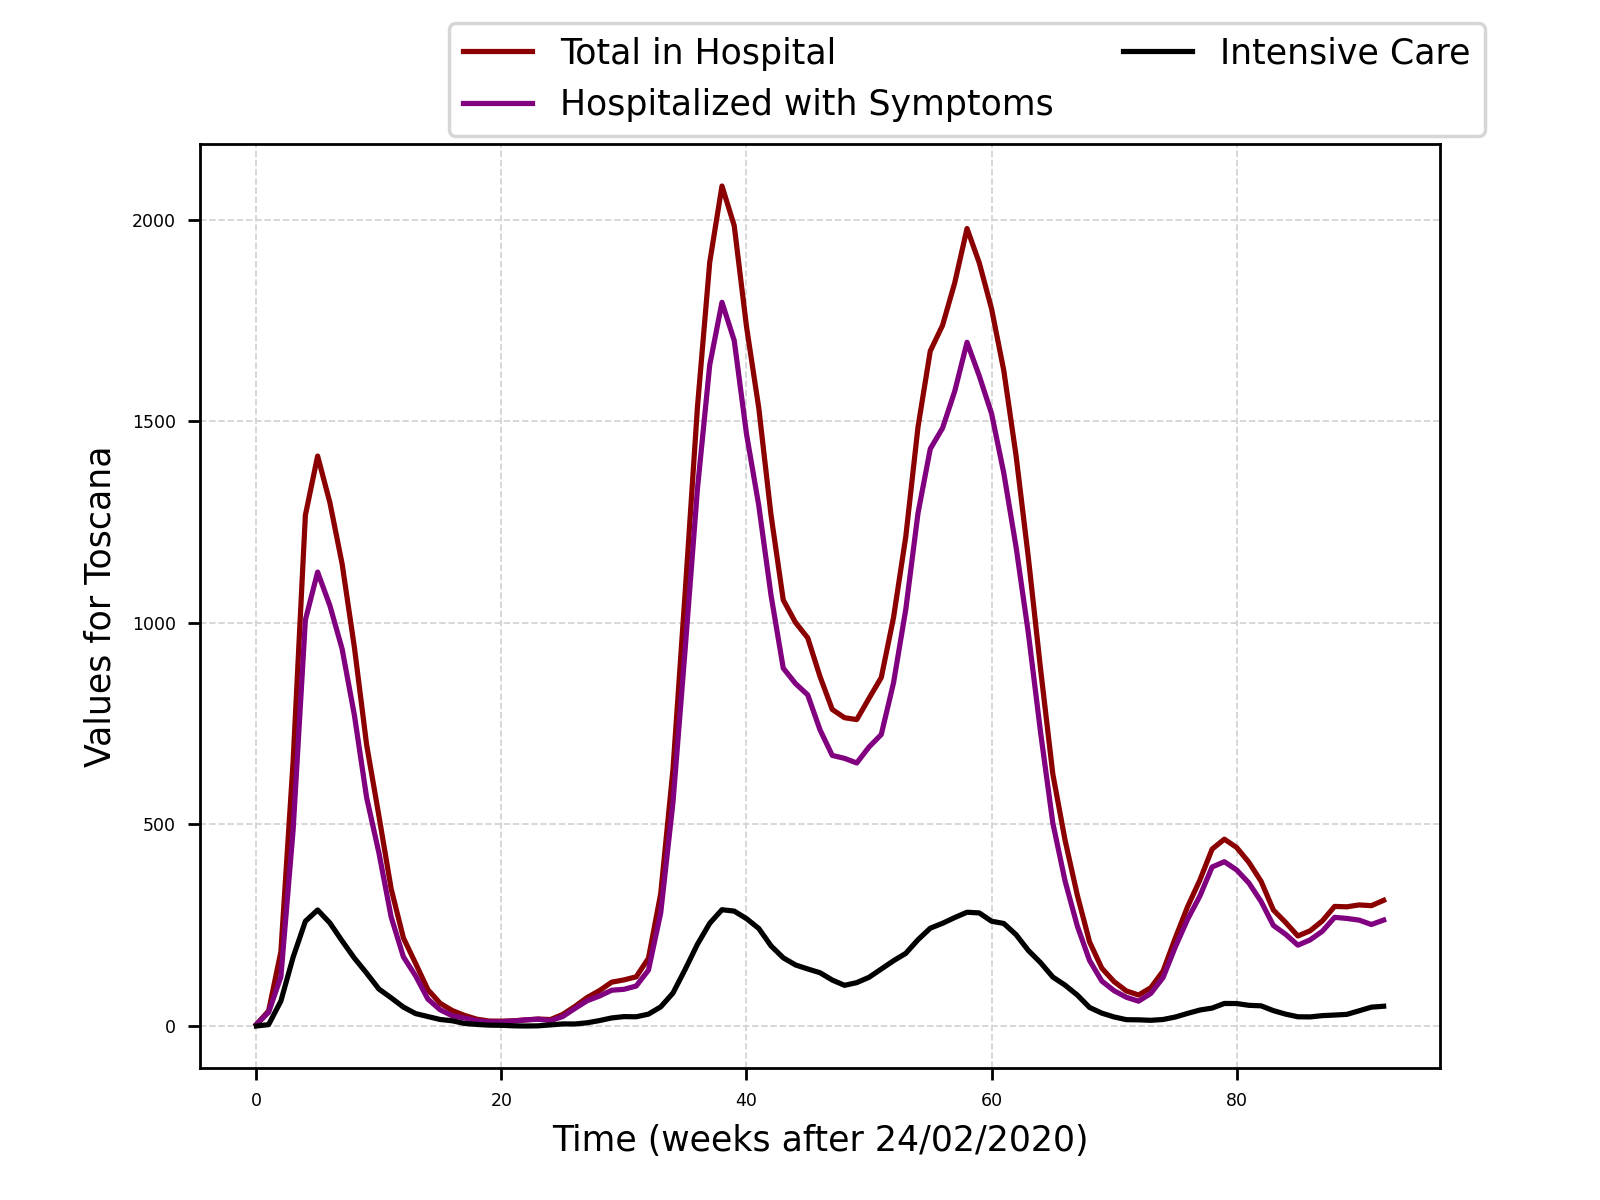 Total in Hospital
Hospitalized with Symptoms
Intensive Care
Values for Toscana
2000
1500
1000
500
0
0 20 40 60 80
Time (weeks after 24/02/2020)